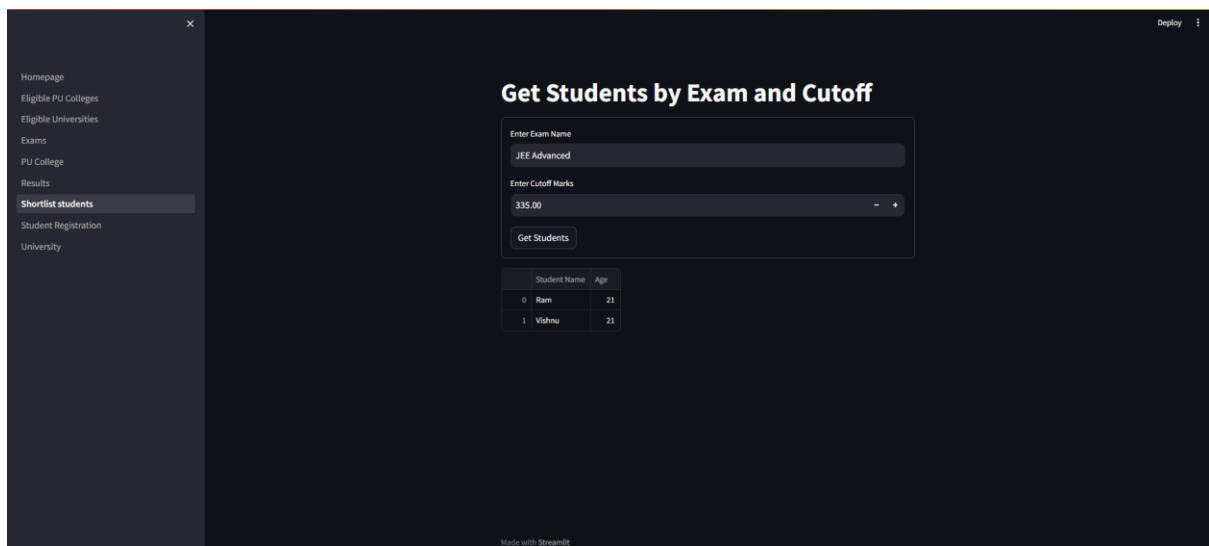 ×
Deploy
Homepage
Eligible PU Colleges
Eligible Universities
Exams
PU College
Results
Shortlist students
Student Registration
University
Get Students by Exam and Cutoff
Enter Exam Name
JEE Advanced
Enter Cutoff Marks
335.00 − +
Get Students
Student Name Age
0 Ram 21
1 Vishnu 21
Made with Streamlit